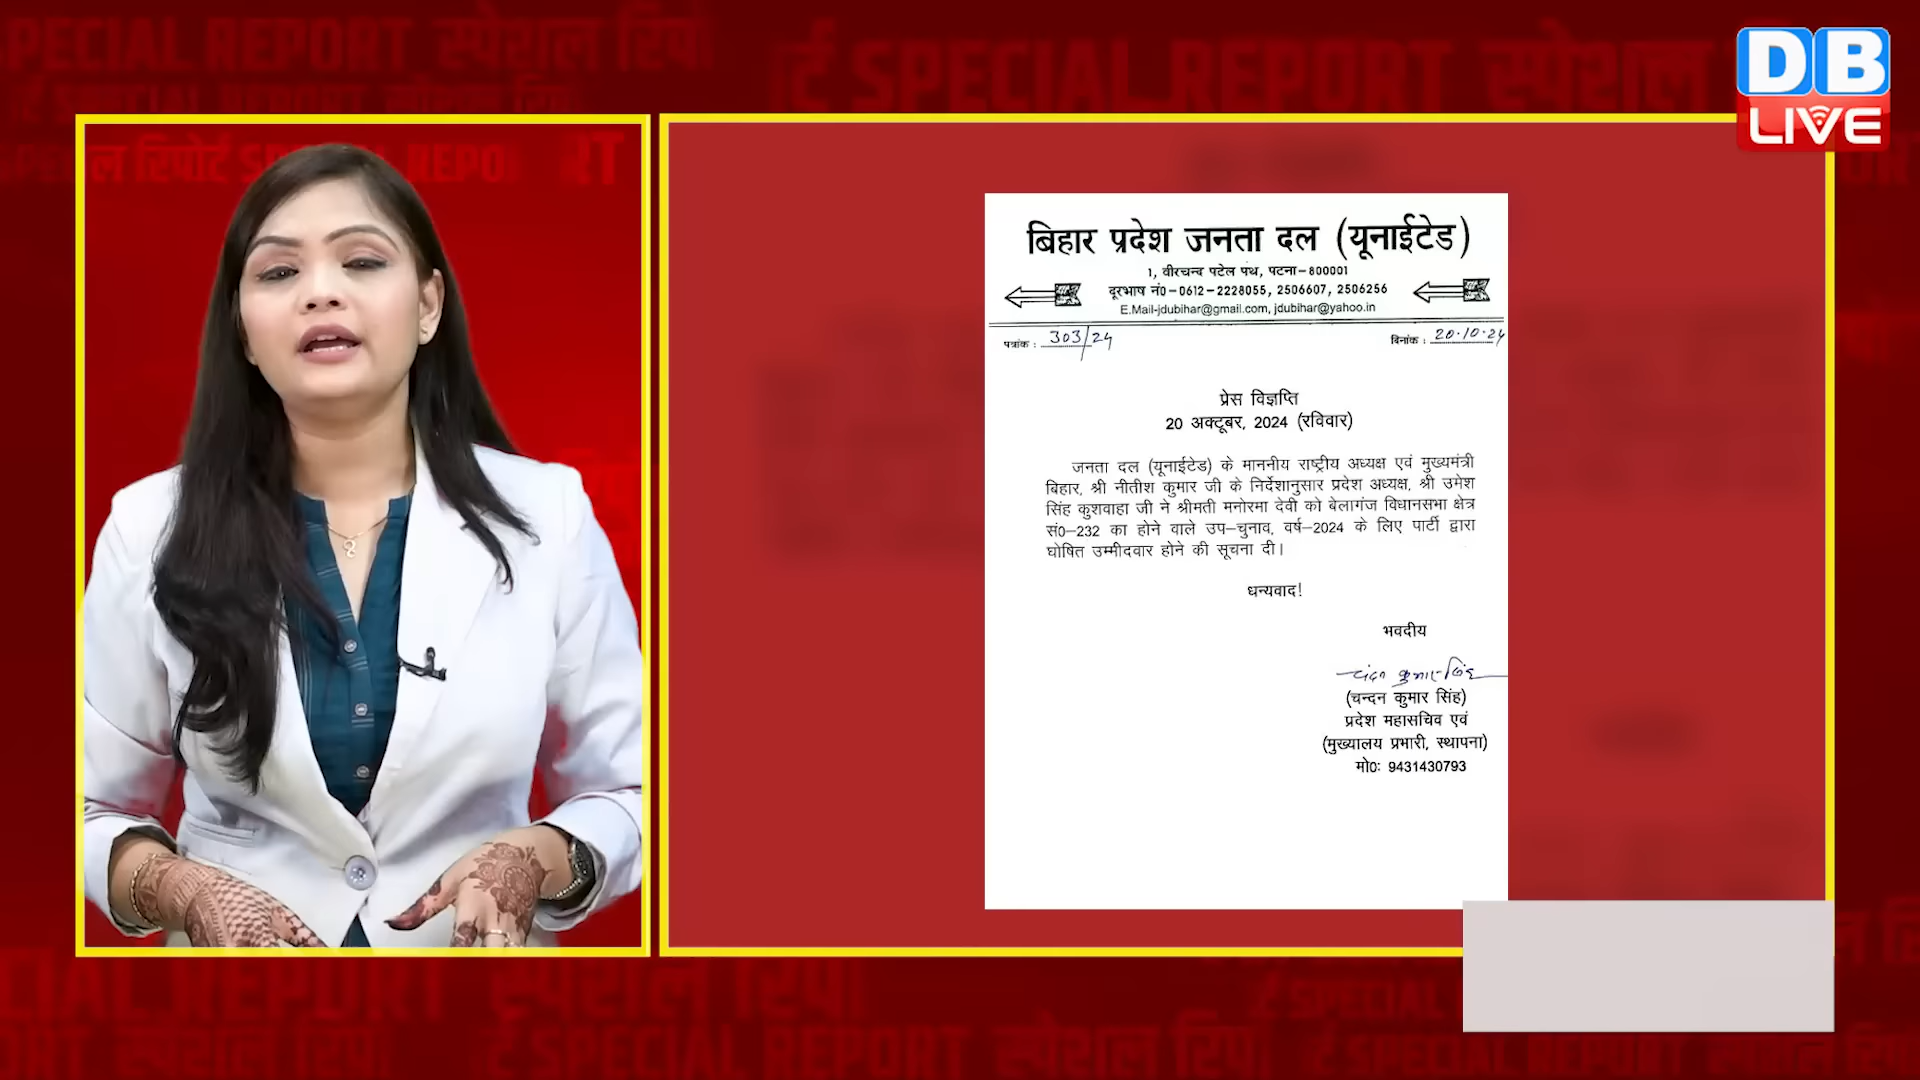 SPECIAL REPORT स्पेशल
DB
LIVE
बिहार प्रदेश जनता दल (यूनाईटेड)
1, वीरचन्द पटेल पथ, पटना-800001
दूरभाष नं0-0612-2228055, 2506607, 2506256
E.Mail-jdubihar@gmail.com, jdubihar@yahoo.in
पत्रांक : 303/24
दिनांक : 20.10.24
प्रेस विज्ञप्ति
20 अक्टूबर, 2024 (रविवार)
जनता दल (यूनाईटेड) के माननीय राष्ट्रीय अध्यक्ष एवं मुख्यमंत्री
बिहार, श्री नीतीश कुमार जी के निर्देशानुसार प्रदेश अध्यक्ष, श्री उमेश
सिंह कुशवाहा जी ने श्रीमती मनोरमा देवी को बेलागंज विधानसभा क्षेत्र
सं0-232 का होने वाले उप-चुनाव, वर्ष-2024 के लिए पार्टी द्वारा
घोषित उम्मीदवार होने की सूचना दी।
धन्यवाद!
भवदीय
चंदन कुमार सिंह
(चन्दन कुमार सिंह)
प्रदेश महासचिव एवं
(मुख्यालय प्रभारी, स्थापना)
मो0: 9431430793